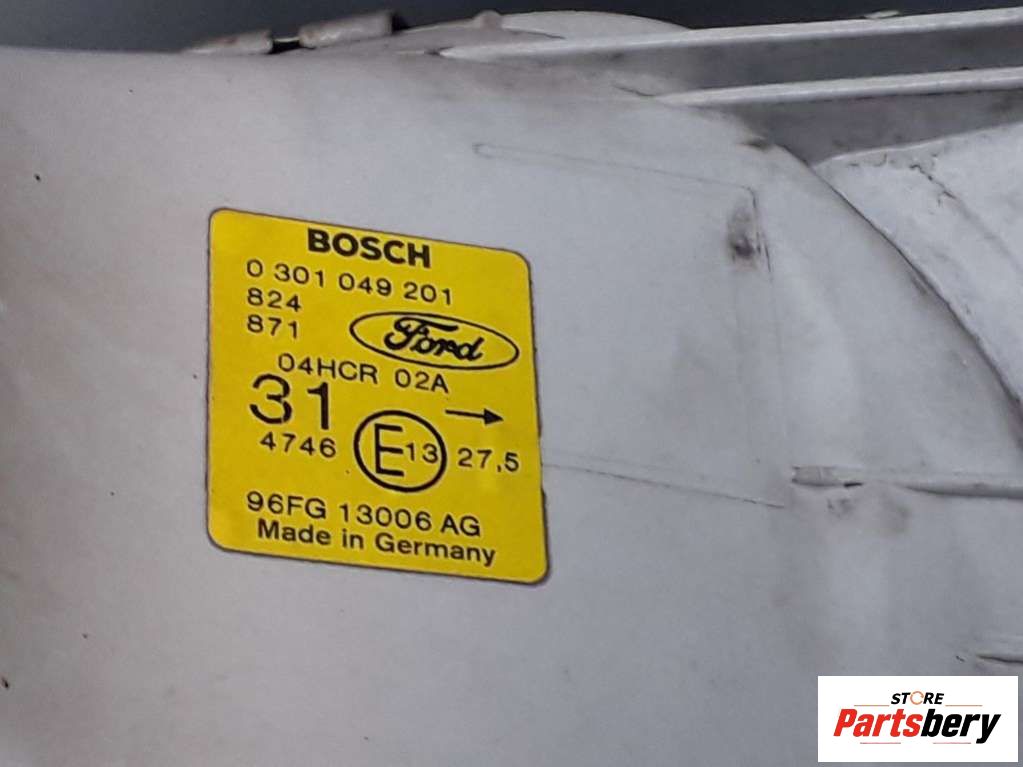 BOSCH
0 301 049 201
824
871
Ford
04HCR 02A
31
4746 E13 27,5
96FG 13006 AG
Made in Germany
STORE
Partsbery